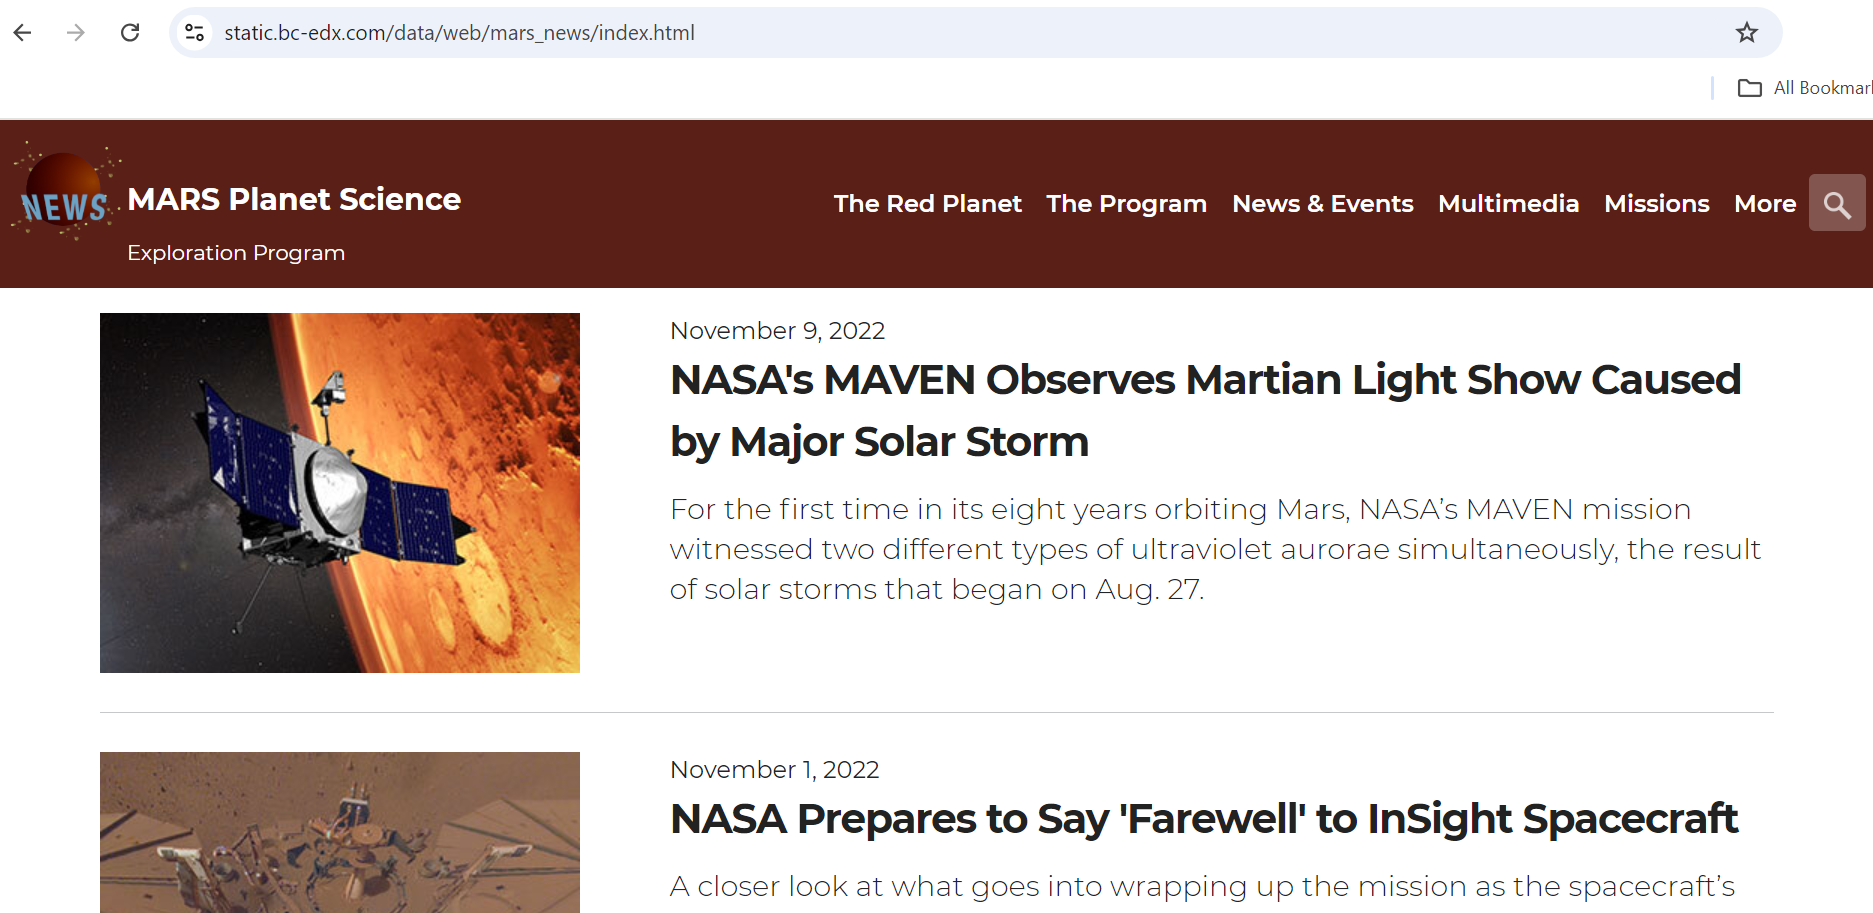 static.bc-edx.com/data/web/mars_news/index.html
All Bookmar
NEWS
MARS Planet Science
Exploration Program
The Red Planet The Program News & Events Multimedia Missions More
November 9, 2022
NASA's MAVEN Observes Martian Light Show Caused
by Major Solar Storm
For the first time in its eight years orbiting Mars, NASA’s MAVEN mission
witnessed two different types of ultraviolet aurorae simultaneously, the result
of solar storms that began on Aug. 27.
November 1, 2022
NASA Prepares to Say 'Farewell' to InSight Spacecraft
A closer look at what goes into wrapping up the mission as the spacecraft’s